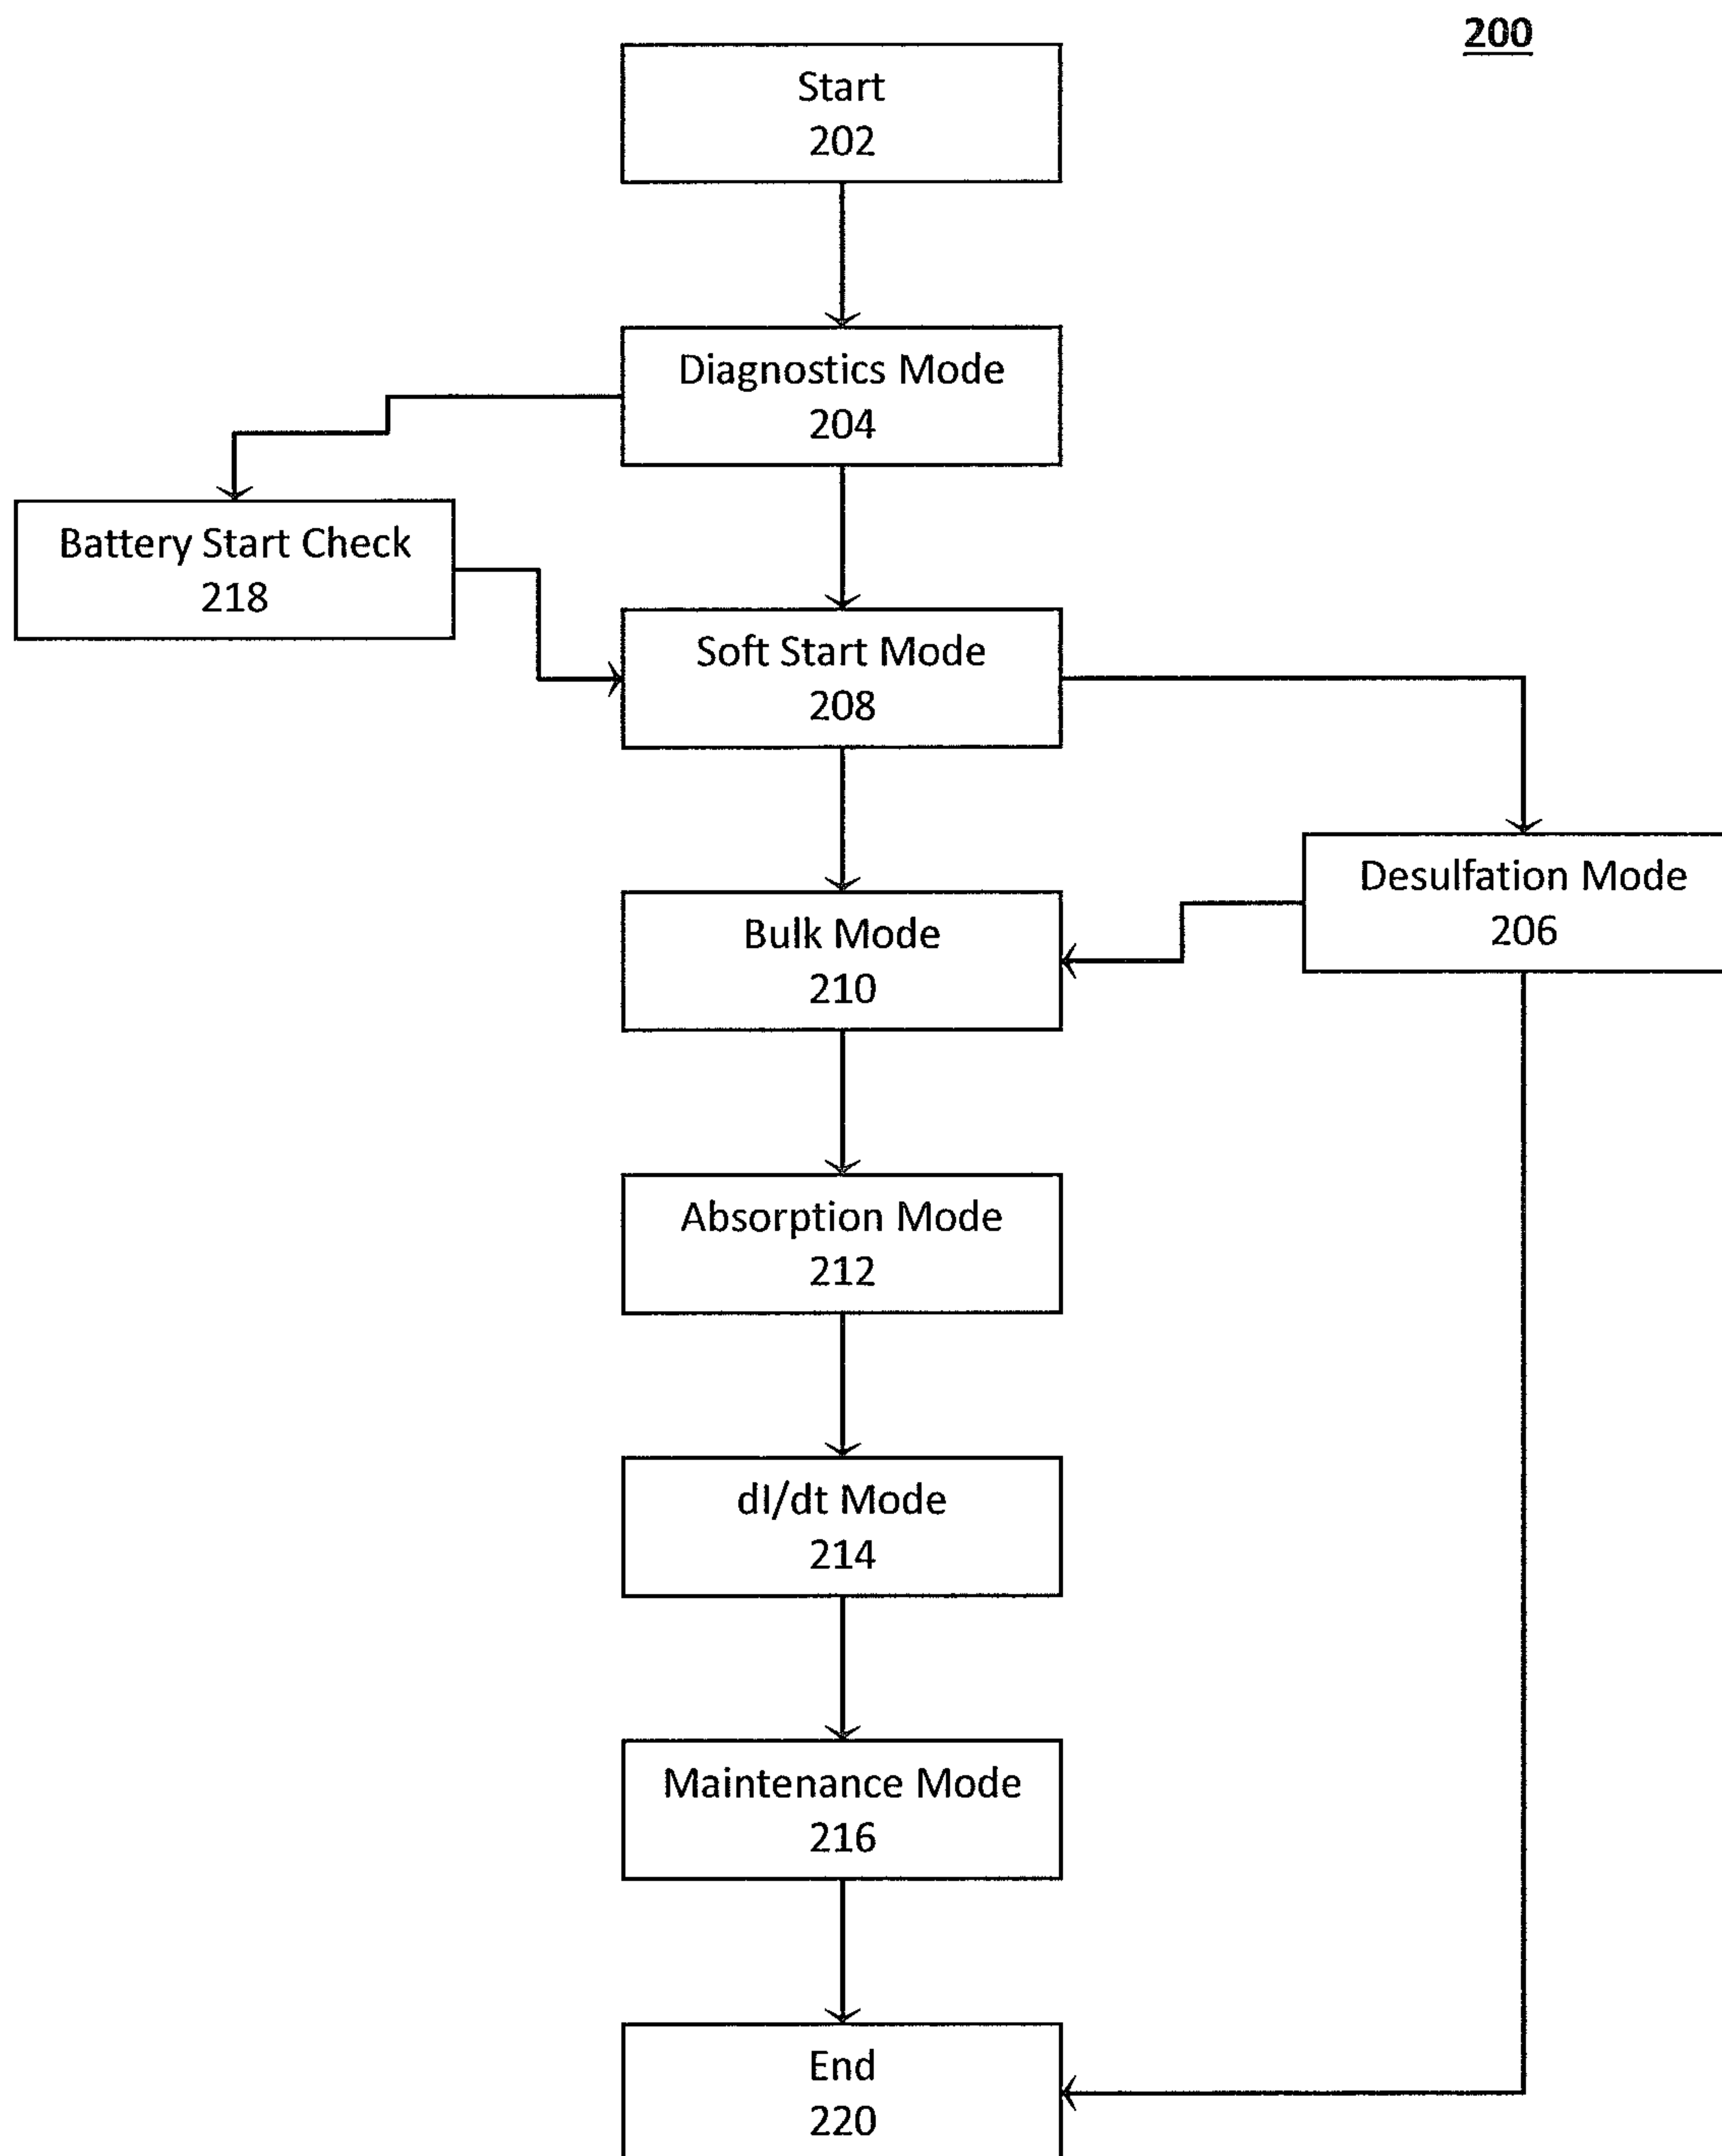 200
Start
202
Diagnostics Mode
204
Battery Start Check
218
Soft Start Mode
208
Desulfation Mode
206
Bulk Mode
210
Absorption Mode
212
dI/dt Mode
214
Maintenance Mode
216
End
220